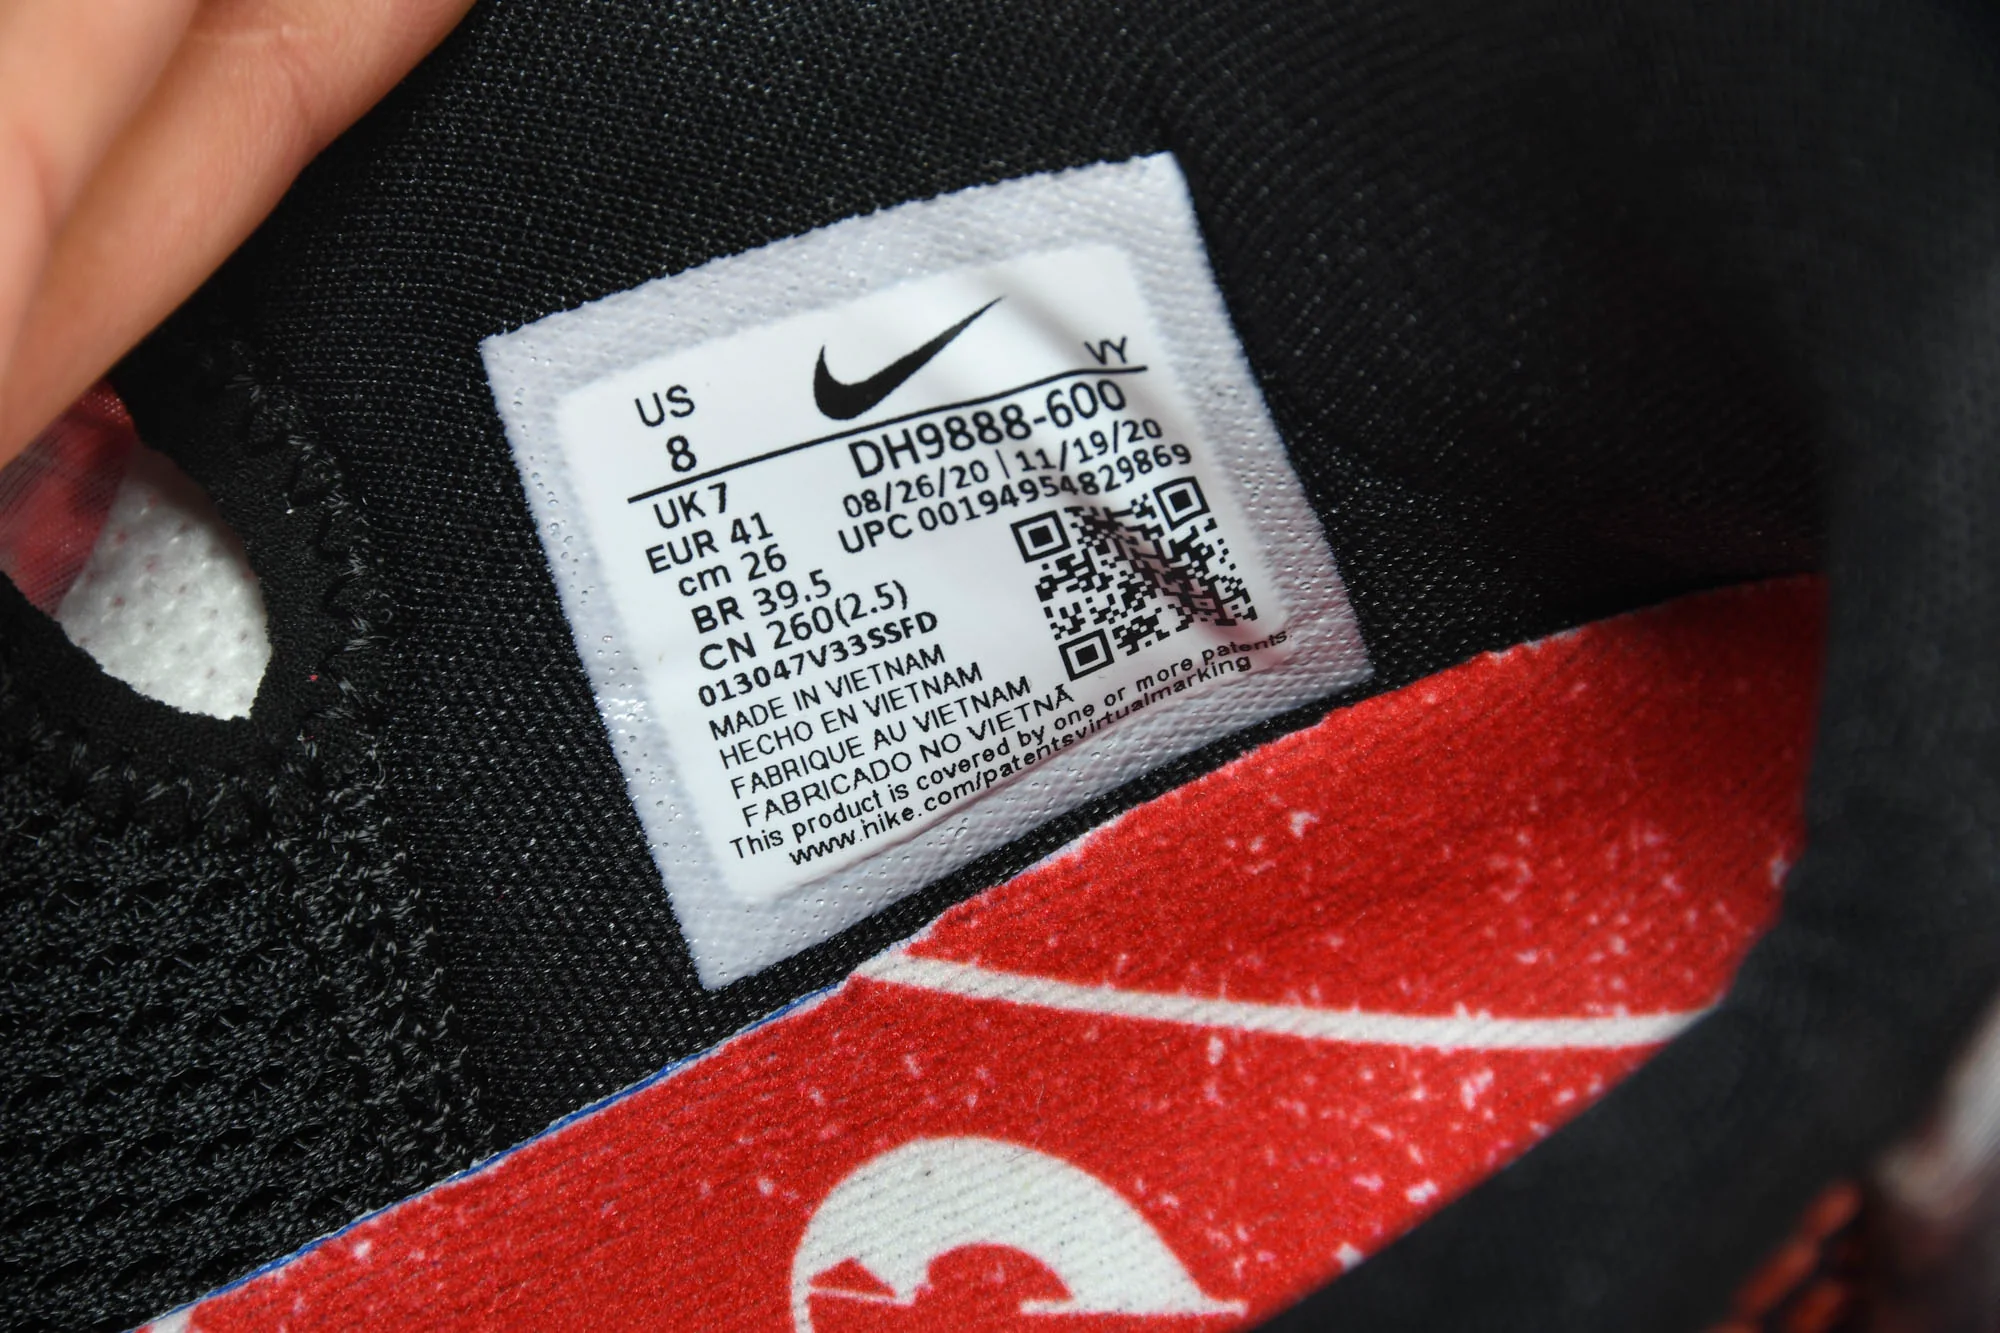 US
8
VY
DH9888-600
08/26/20 | 11/19/20
UPC 00194954829869
UK 7
EUR 41
cm 26
BR 39.5
CN 260(2.5)
013047V33SSFD
MADE IN VIETNAM
HECHO EN VIETNAM
FABRIQUE AU VIETNAM
FABRICADO NO VIETNÃ
This product is covered by one or more patents.
www.nike.com/patentsvirtualmarking